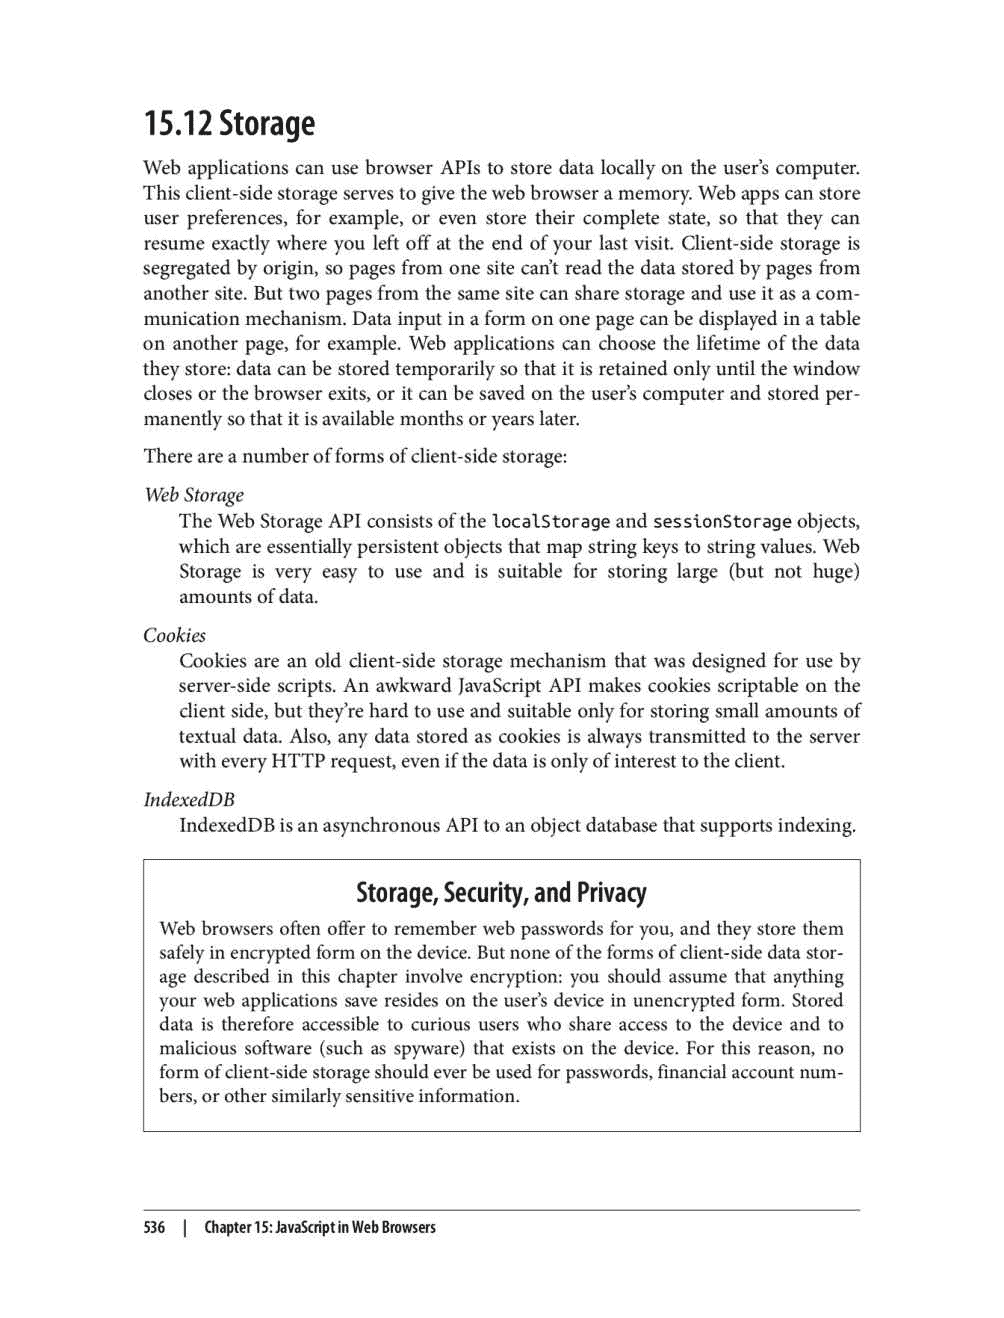 15.12 Storage
Web applications can use browser APIs to store data locally on the user’s computer.
This client-side storage serves to give the web browser a memory. Web apps can store
user preferences, for example, or even store their complete state, so that they can
resume exactly where you left off at the end of your last visit. Client-side storage is
segregated by origin, so pages from one site can’t read the data stored by pages from
another site. But two pages from the same site can share storage and use it as a com-
munication mechanism. Data input in a form on one page can be displayed in a table
on another page, for example. Web applications can choose the lifetime of the data
they store: data can be stored temporarily so that it is retained only until the window
closes or the browser exits, or it can be saved on the user’s computer and stored per-
manently so that it is available months or years later.
There are a number of forms of client-side storage:
Web Storage
The Web Storage API consists of the localStorage and sessionStorage objects,
which are essentially persistent objects that map string keys to string values. Web
Storage is very easy to use and is suitable for storing large (but not huge)
amounts of data.
Cookies
Cookies are an old client-side storage mechanism that was designed for use by
server-side scripts. An awkward JavaScript API makes cookies scriptable on the
client side, but they’re hard to use and suitable only for storing small amounts of
textual data. Also, any data stored as cookies is always transmitted to the server
with every HTTP request, even if the data is only of interest to the client.
IndexedDB
IndexedDB is an asynchronous API to an object database that supports indexing.
Storage, Security, and Privacy
Web browsers often offer to remember web passwords for you, and they store them
safely in encrypted form on the device. But none of the forms of client-side data stor-
age described in this chapter involve encryption: you should assume that anything
your web applications save resides on the user’s device in unencrypted form. Stored
data is therefore accessible to curious users who share access to the device and to
malicious software (such as spyware) that exists on the device. For this reason, no
form of client-side storage should ever be used for passwords, financial account num-
bers, or other similarly sensitive information.
536 | Chapter 15: JavaScript in Web Browsers